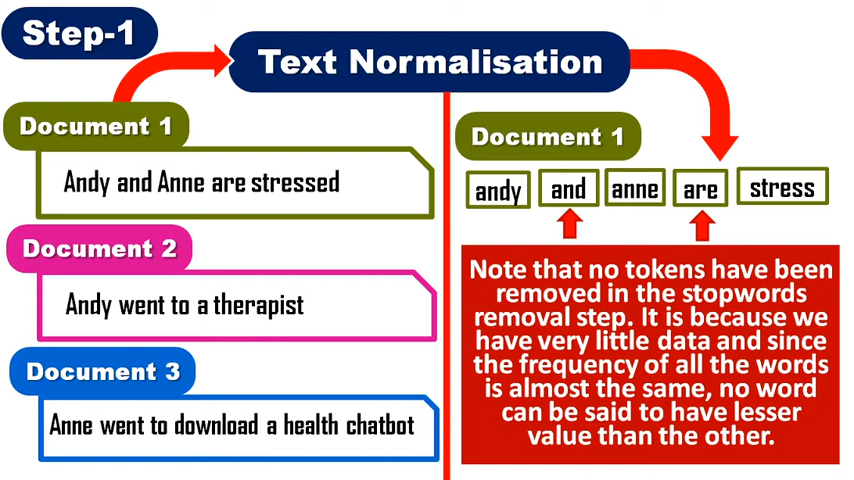 Step-1
Text Normalisation
Document 1
Andy and Anne are stressed
Document 2
Andy went to a therapist
Document 3
Anne went to download a health chatbot
Document 1
andy and anne are stress
Note that no tokens have been
removed in the stopwords
removal step. It is because we
have very little data and since
the frequency of all the words
is almost the same, no word
can be said to have lesser
value than the other.